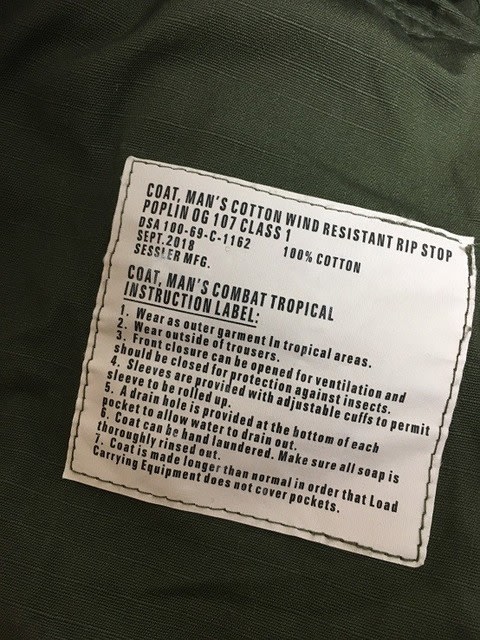 COAT, MAN'S COTTON WIND RESISTANT RIP STOP
POPLIN OG 107 CLASS 1
DSA 100-69-C-1162 100% COTTON
SEPT.2018
SESSLER MFG.
COAT, MAN'S COMBAT TROPICAL
INSTRUCTION LABEL:
1. Wear as outer garment In tropical areas.
2. Wear outside of trousers.
3. Front closure can be opened for ventilation and
should be closed for protection against insects.
4. Sleeves are provided with adjustable cuffs to permit
sleeve to be rolled up.
5. A drain hole is provided at the bottom of each
pocket to allow water to drain out.
6. Coat can be hand laundered. Make sure all soap is
thoroughly rinsed out.
7. Coat is made longer than normal in order that Load
Carrying Equipment does not cover pockets.